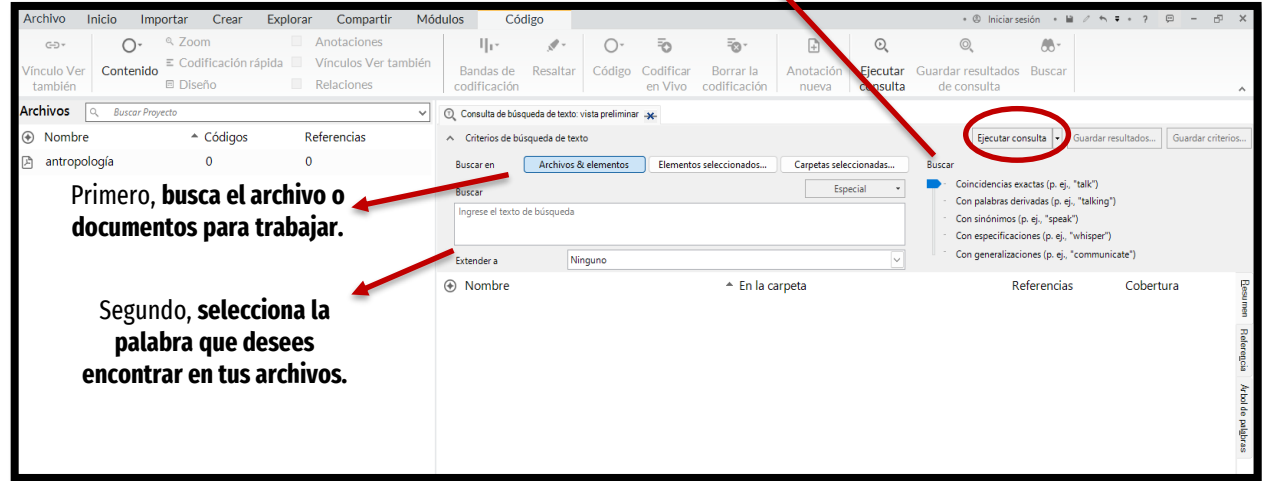 Archivo Inicio Importar Crear Explorar Compartir Módulos Código Iniciar sesión
Vínculo Ver también
Contenido
Zoom
Codificación rápida
Diseño
Anotaciones
Vínculos Ver también
Relaciones
Bandas de codificación
Resaltar
Código
Codificar en Vivo
Borrar la codificación
Anotación nueva
Ejecutar consulta
Guardar resultados de consulta
Buscar
Archivos Buscar Proyecto
Nombre Códigos Referencias
antropología 0 0
Primero, busca el archivo o
documentos para trabajar.
Segundo, selecciona la
palabra que desees
encontrar en tus archivos.
Consulta de búsqueda de texto: vista preliminar
Criterios de búsqueda de texto
Ejecutar consulta Guardar resultados... Guardar criterios...
Buscar en Archivos & elementos Elementos seleccionados... Carpetas seleccionadas...
Buscar Especial
Ingrese el texto de búsqueda
Extender a Ninguno
Buscar
Coincidencias exactas (p. ej., "talk")
Con palabras derivadas (p. ej., "talking")
Con sinónimos (p. ej., "speak")
Con especificaciones (p. ej., "whisper")
Con generalizaciones (p. ej., "communicate")
Nombre En la carpeta Referencias Cobertura
Resumen
Referencia
Árbol de palabras